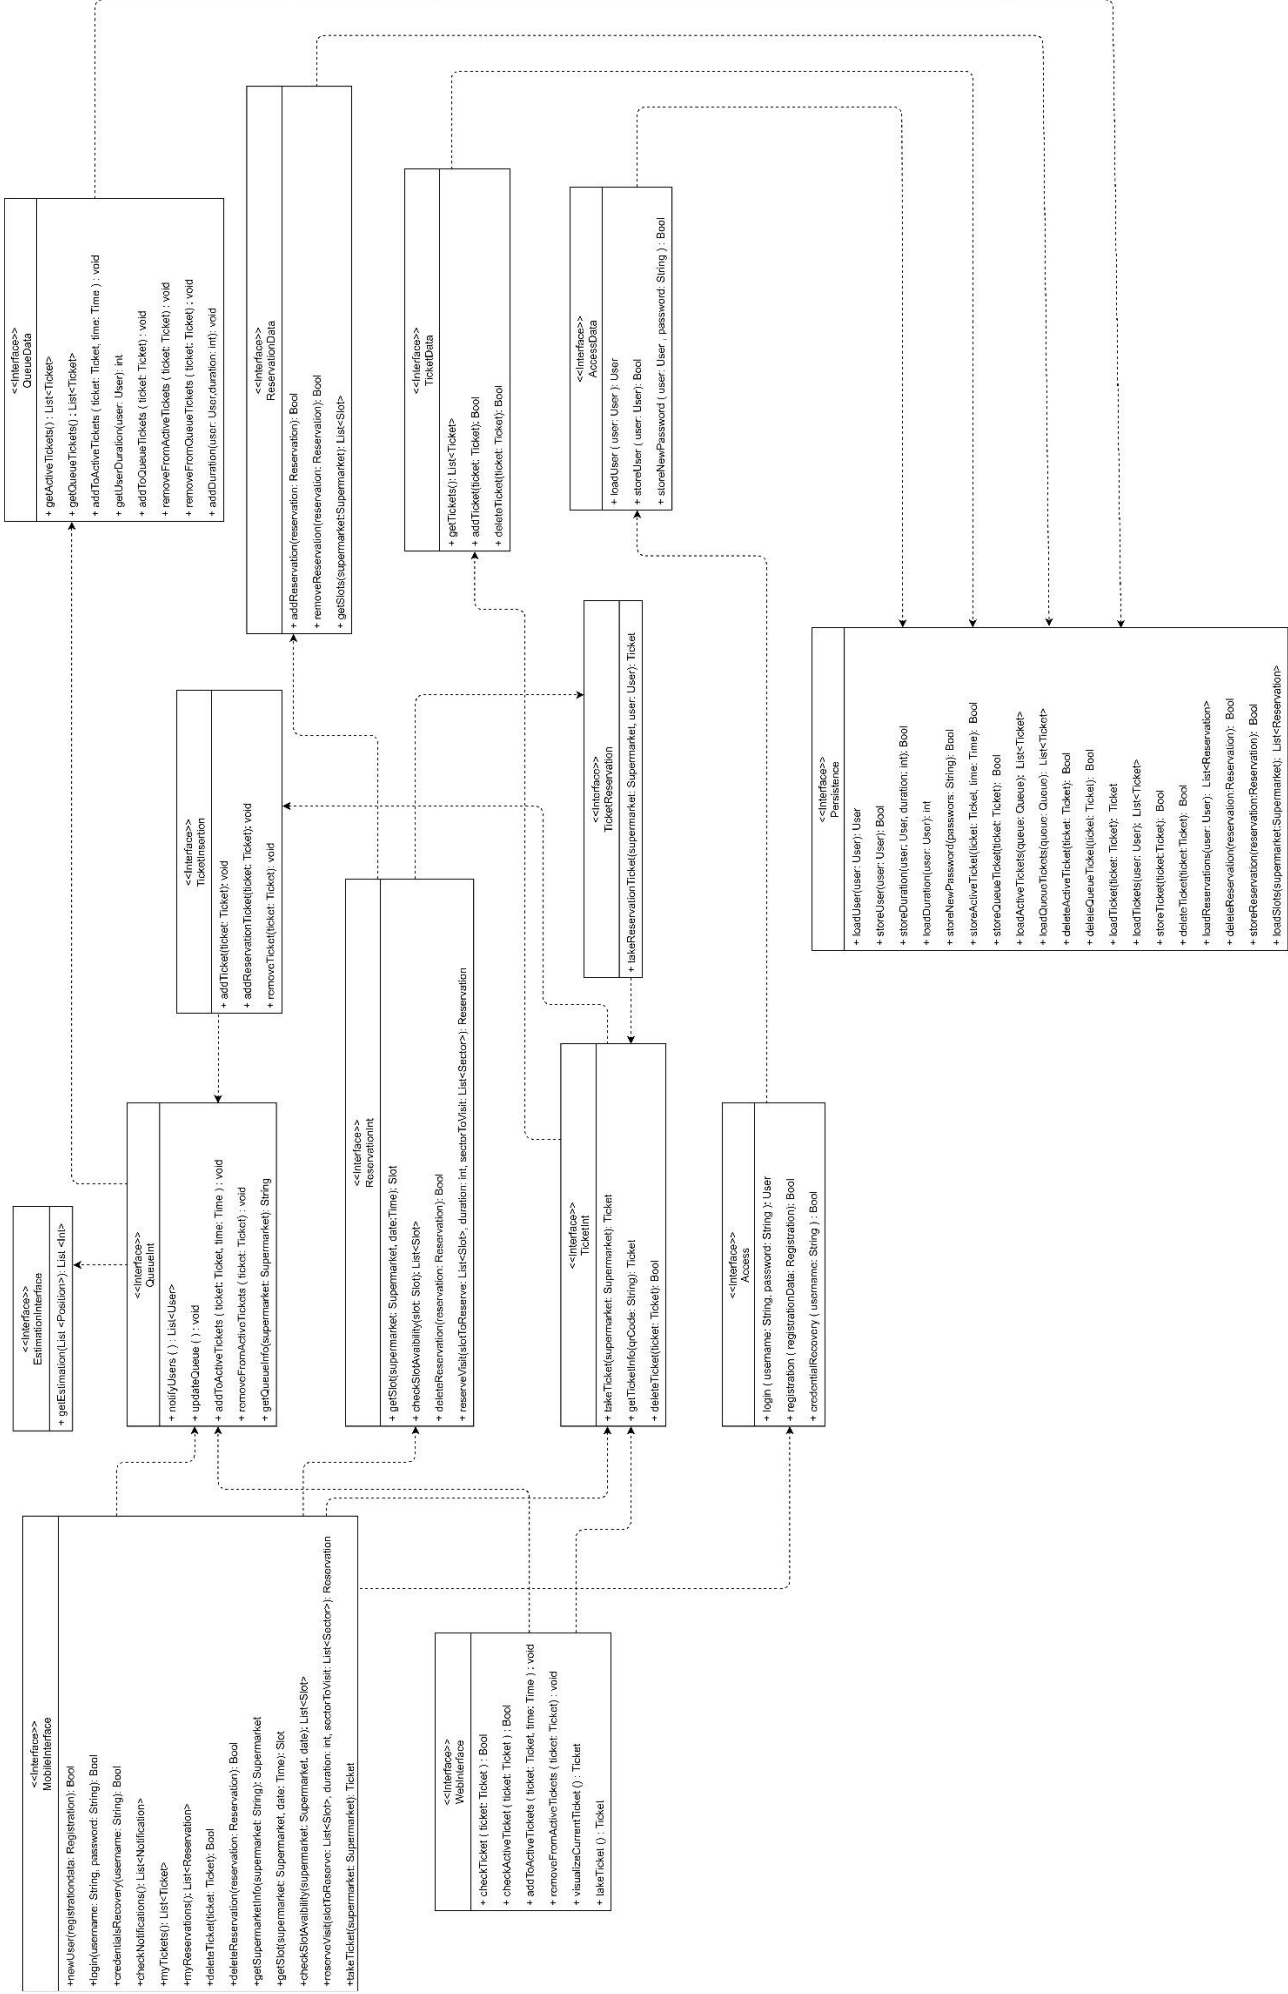 <<Interface>>
MobileInterface
+newUser(registrationdata: Registration): Bool
+login(username: String, password: String): Bool
+credentialsRecovery(username: String): Bool
+checkNotifications(): List<Notification>
+myTickets(): List<Ticket>
+myReservations(): List<Reservation>
+deleteTicket(ticket: Ticket): Bool
+deleteReservation(reservation: Reservation): Bool
+getSupermarketInfo(supermarket: String): Supermarket
+getSlot(supermarket: Supermarket, date: Time): Slot
+checkSlotAvaibility(supermarket: Supermarket, date): List<Slot>
+reserveVisit(slotToReserve: List<Slot>, duration: int, sectorToVisit: List<Sector>): Reservation
+takeTicket(supermarket: Supermarket): Ticket
<<Interface>>
WebInterface
+ checkTicket ( ticket: Ticket ) : Bool
+ checkActiveTicket ( ticket: Ticket ) : Bool
+ addToActiveTickets ( ticket: Ticket, time: Time ) : void
+ removeFromActiveTickets ( ticket: Ticket) : void
+ visualizeCurrentTicket () : Ticket
+ takeTicket () : Ticket
<<Interface>>
EstimationInterface
+ getEstimation(List <Position>): List <Int>
<<Interface>>
QueueInt
+ notifyUsers ( ) : List<User>
+ updateQueue ( ) : void
+ addToActiveTickets ( ticket: Ticket, time: Time ) : void
+ removeFromActiveTickets ( ticket: Ticket) : void
+ getQueueInfo(supermarket: Supermarket): String
<<Interface>>
ReservationInt
+ getSlot(supermarket: Supermarket, date:Time): Slot
+ checkSlotAvaibility(slot: Slot): List<Slot>
+ deleteReservation(reservation: Reservation): Bool
+ reserveVisit(slotToReserve: List<Slot>, duration: int, sectorToVisit: List<Sector>): Reservation
<<Interface>>
TicketInt
+ takeTicket(supermarket: Supermarket): Ticket
+ getTicketInfo(qrCode: String): Ticket
+ deleteTicket(ticket: Ticket): Bool
<<Interface>>
Access
+ login ( username: String, password: String ): User
+ registration ( registrationData: Registration): Bool
+ credentialRecovery ( username: String ) : Bool
<<Interface>>
TicketInsertion
+ addTicket(ticket: Ticket): void
+ addReservationTicket(ticket: Ticket): void
+ removeTicket(ticket: Ticket): void
<<Interface>>
TicketReservation
+ takeReservationTicket(supermarket: Supermarket, user: User): Ticket
<<Interface>>
QueueData
+ getActiveTickets() : List<Ticket>
+ getQueueTickets() : List<Ticket>
+ addToActiveTickets ( ticket: Ticket, time: Time ) : void
+ getUserDuration(user: User): int
+ addToQueueTickets ( ticket: Ticket) : void
+ removeFromActiveTickets ( ticket: Ticket) : void
+ removeFromQueueTickets ( ticket: Ticket) : void
+ addDuration(user: User,duration: int): void
<<Interface>>
ReservationData
+ addReservation(reservation: Reservation): Bool
+ removeReservation(reservation: Reservation): Bool
+ getSlots(supermarket:Supermarket): List<Slot>
<<Interface>>
TicketData
+ getTickets(): List<Ticket>
+ addTicket(ticket: Ticket): Bool
+ deleteTicket(ticket: Ticket): Bool
<<Interface>>
AccessData
+ loadUser ( user: User ): User
+ storeUser ( user: User): Bool
+ storeNewPassword ( user: User , password: String ) : Bool
<<Interface>>
Persistence
+ loadUser(user: User): User
+ storeUser(user: User): Bool
+ storeDuration(user; User, duration: int): Bool
+ loadDuration(user: User): int
+ storeNewPassword(passwors: String): Bool
+ storeActiveTicket(ticket: Ticket, time: Time): Bool
+ storeQueueTicket(ticket: Ticket): Bool
+ loadActiveTickets(queue: Queue): List<Ticket>
+ loadQueueTickets(queue: Queue): List<Ticket>
+ deleteActiveTicket(ticket: Ticket): Bool
+ deleteQueueTicket(ticket: Ticket): Bool
+ loadTicket(ticket: Ticket): Ticket
+ loadTickets(user: User): List<Ticket>
+ storeTicket(ticket:Ticket): Bool
+ deleteTicket(ticket:Ticket): Bool
+ loadReservations(user: User): List<Reservation>
+ deleteReservation(reservation:Reservation): Bool
+ storeReservation(reservation:Reservation): Bool
+ loadSlots(supermarket:Supermarket): List<Reservation>